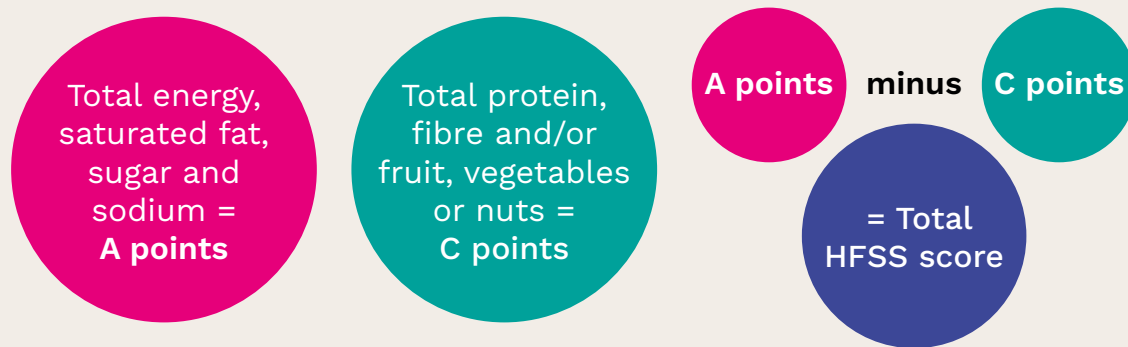 Total energy,
saturated fat,
sugar and
sodium =
A points
Total protein,
fibre and/or
fruit, vegetables
or nuts =
C points
A points minus C points
= Total
HFSS score